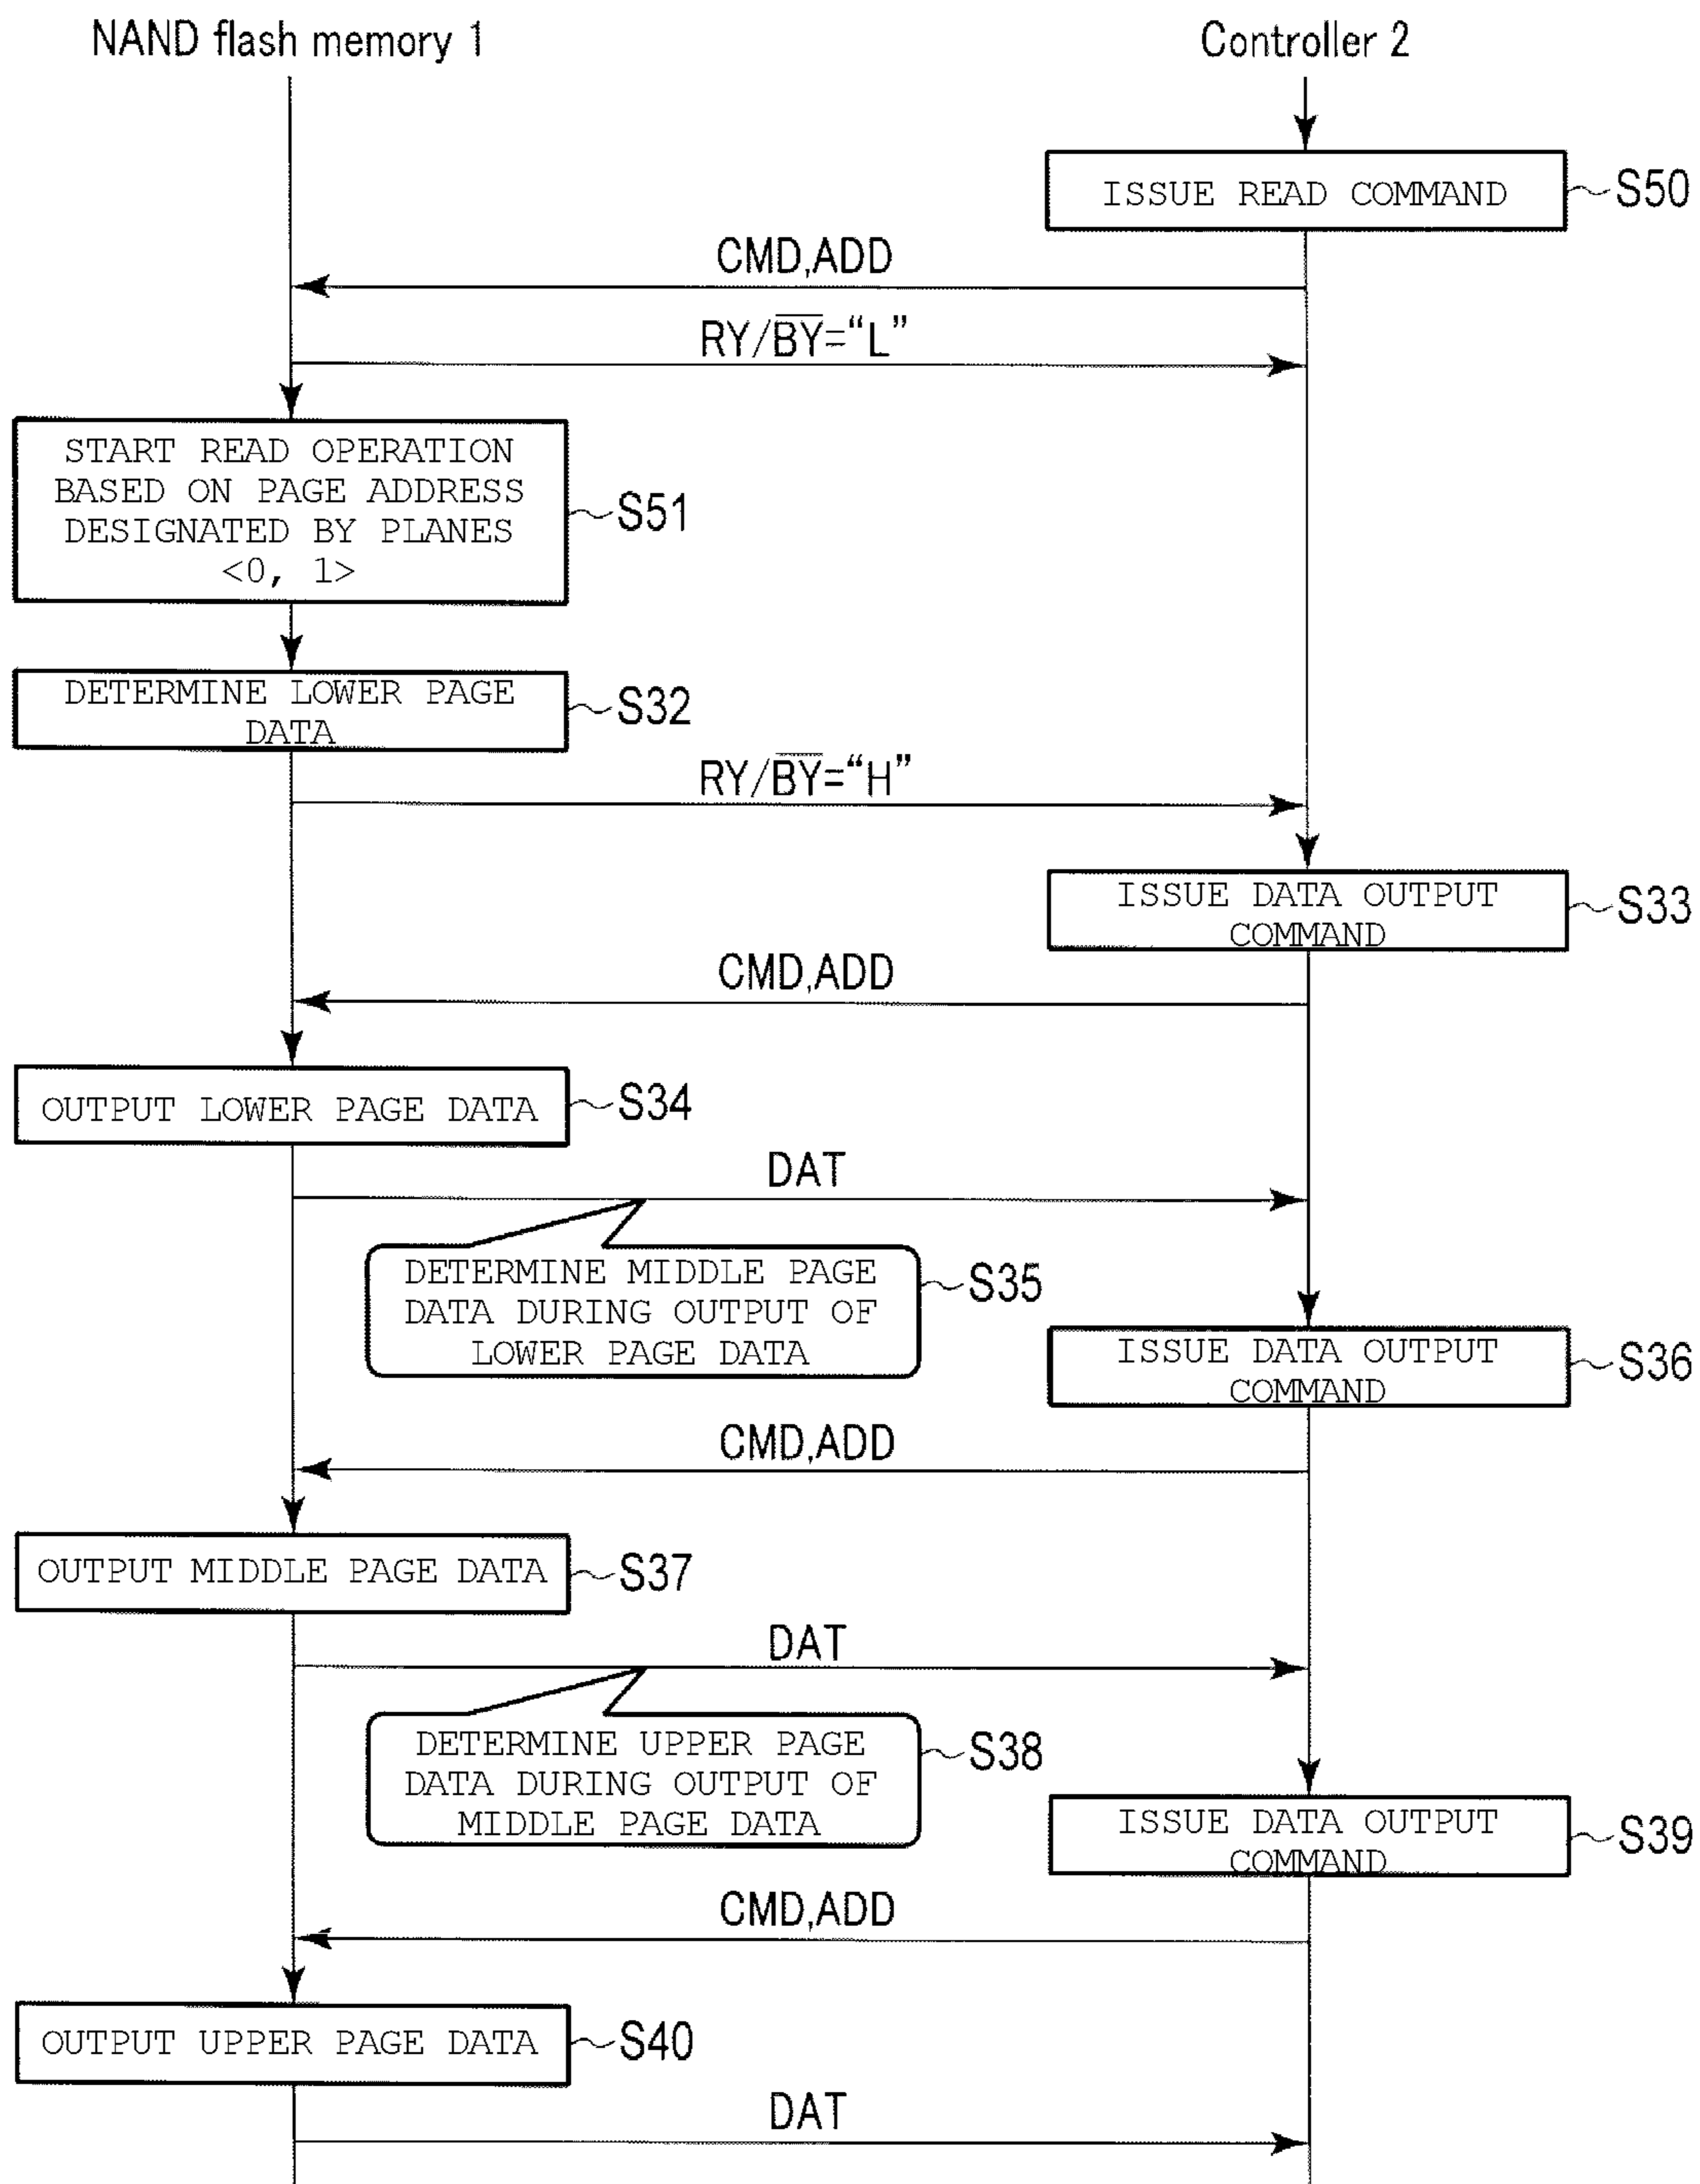 NAND flash memory 1
Controller 2
ISSUE READ COMMAND
S50
CMD,ADD
RY/B̅Y̅=“L”
START READ OPERATION
BASED ON PAGE ADDRESS
DESIGNATED BY PLANES
<0, 1>
S51
DETERMINE LOWER PAGE
DATA
S32
RY/B̅Y̅=“H”
ISSUE DATA OUTPUT
COMMAND
S33
CMD,ADD
OUTPUT LOWER PAGE DATA
S34
DAT
DETERMINE MIDDLE PAGE
DATA DURING OUTPUT OF
LOWER PAGE DATA
S35
ISSUE DATA OUTPUT
COMMAND
S36
CMD,ADD
OUTPUT MIDDLE PAGE DATA
S37
DAT
DETERMINE UPPER PAGE
DATA DURING OUTPUT OF
MIDDLE PAGE DATA
S38
ISSUE DATA OUTPUT
COMMAND
S39
CMD,ADD
OUTPUT UPPER PAGE DATA
S40
DAT